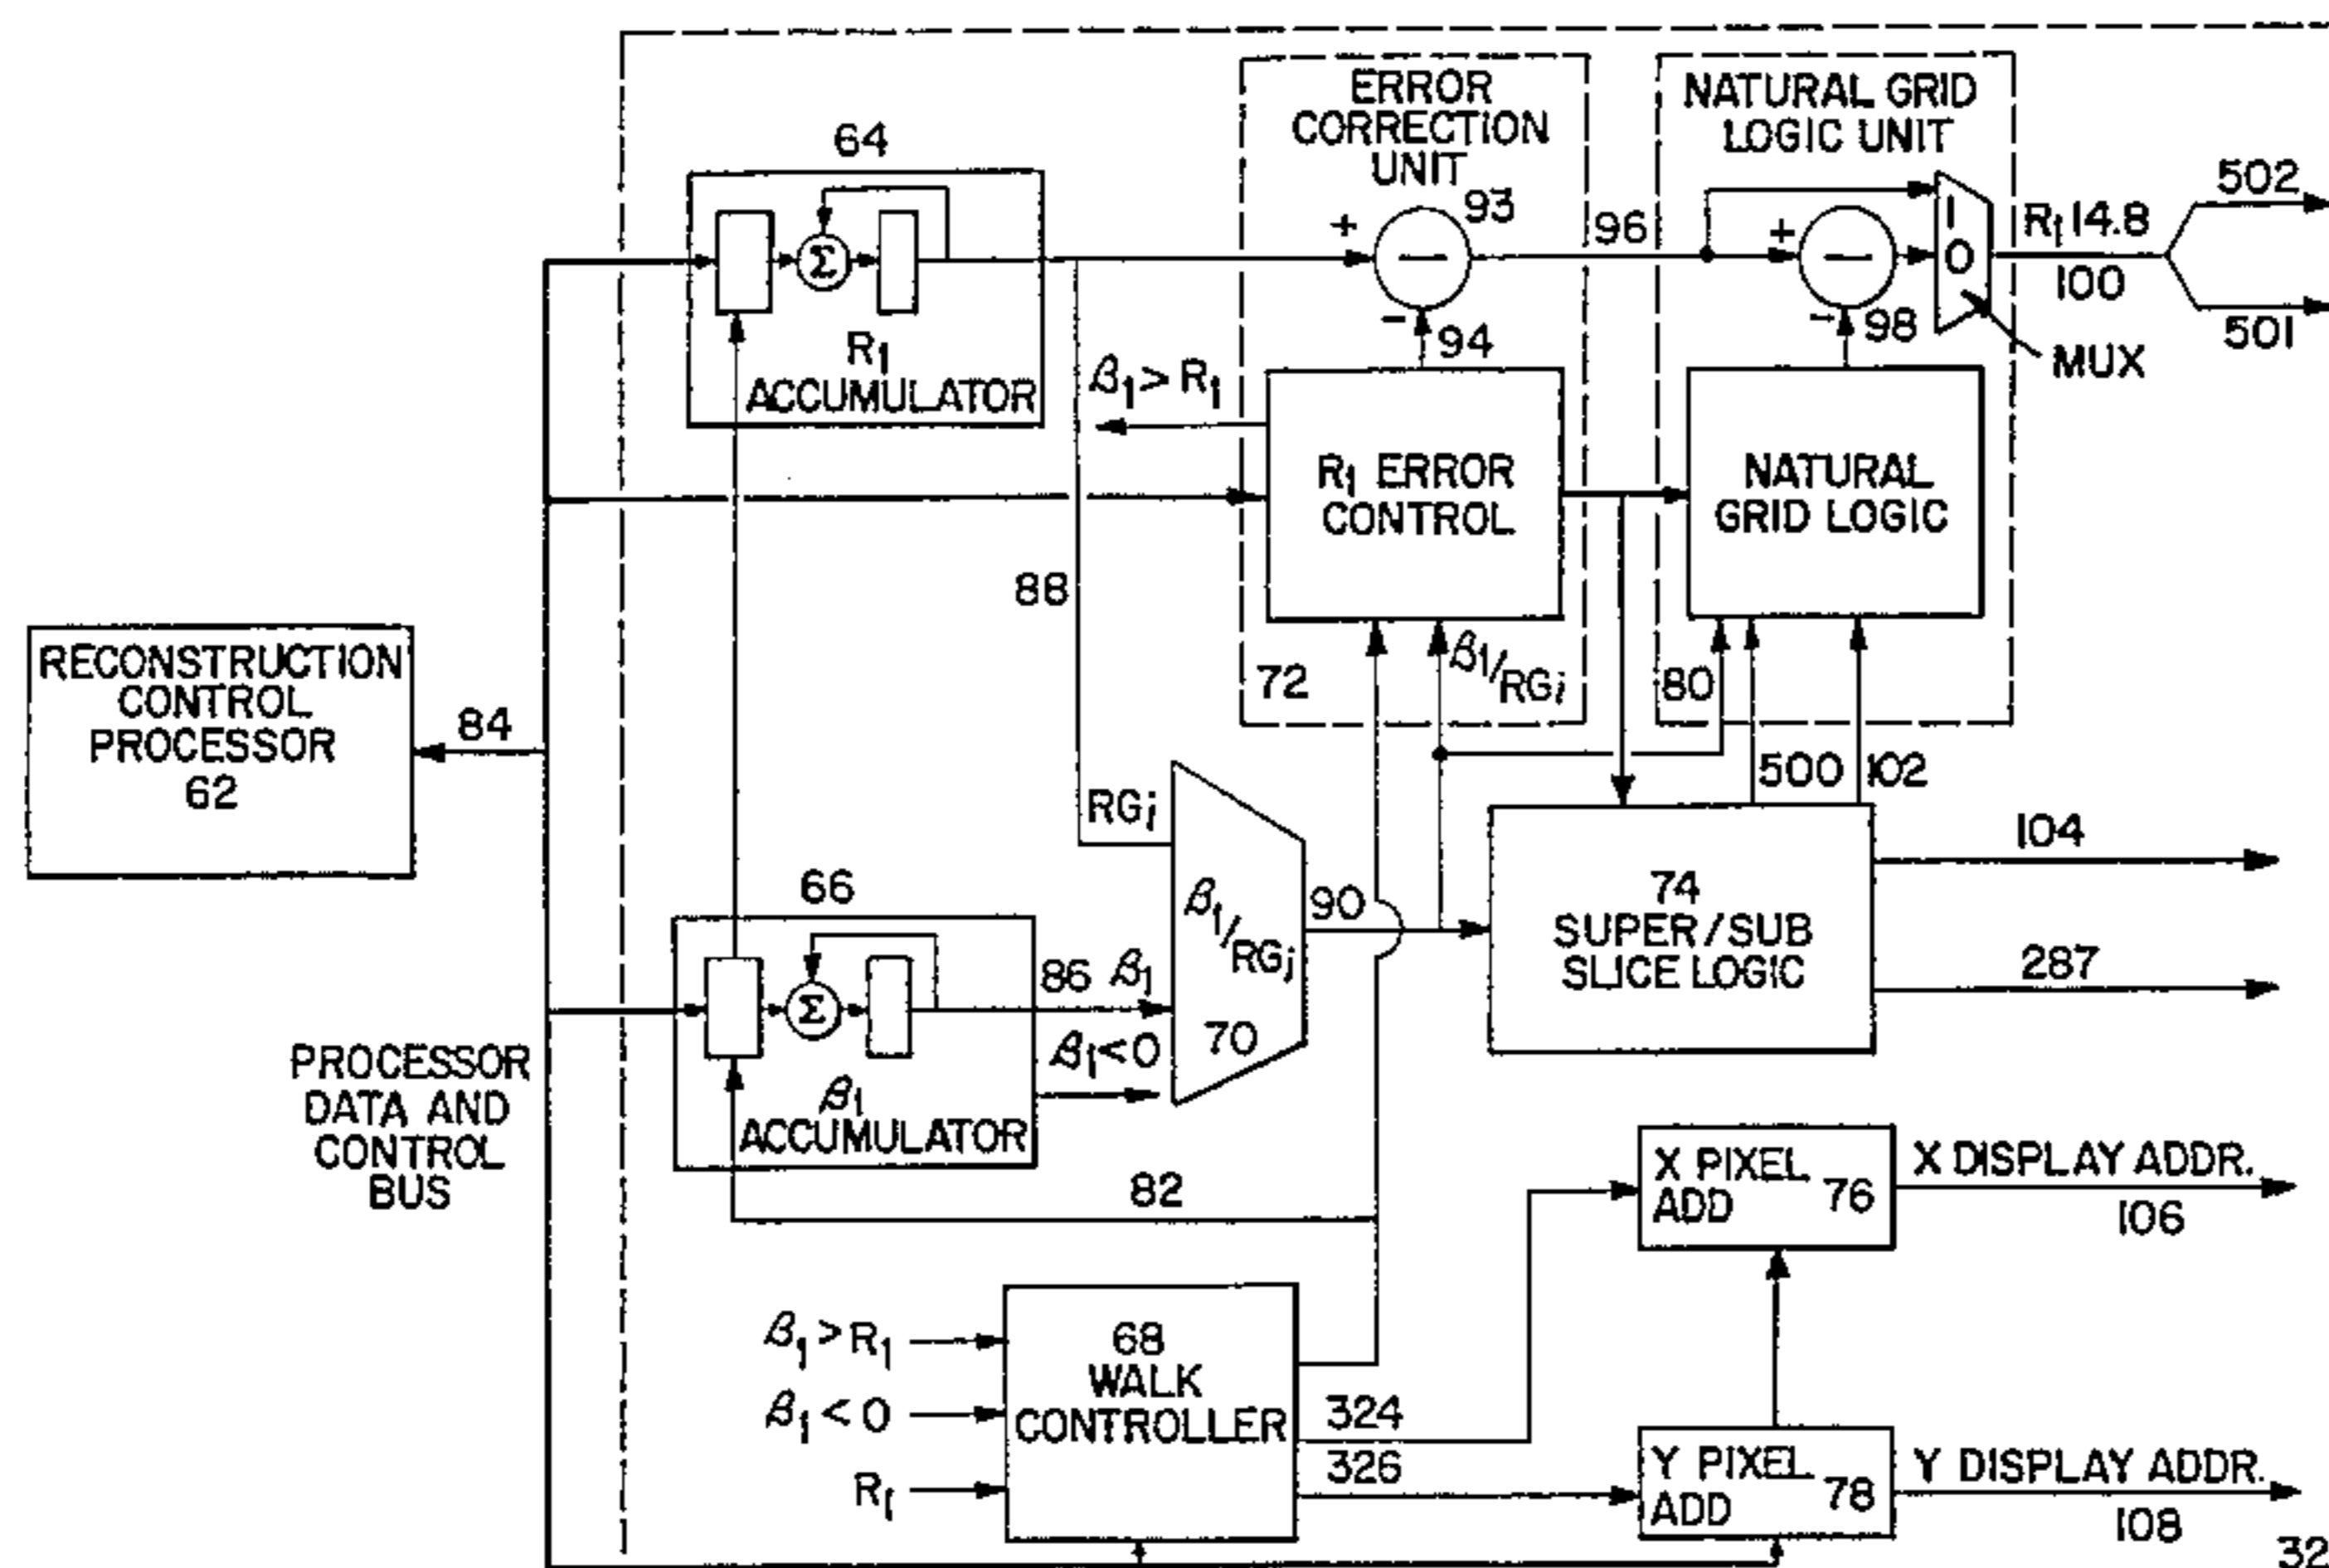 ERROR
CORRECTION
UNIT
NATURAL GRID
LOGIC UNIT
64
Σ
R1
ACCUMULATOR
+
93
−
-
94
96
+
−
-
98
1
0
MUX
R1 14.8
100
502
501
β1 > R1
R1 ERROR
CONTROL
NATURAL
GRID LOGIC
88
72
β1/RGj
80
500
102
RECONSTRUCTION
CONTROL
PROCESSOR
62
84
RGj
β1/RGj
70
90
74
SUPER/SUB
SLICE LOGIC
104
287
66
Σ
β1
ACCUMULATOR
86 β1
β1<0
82
PROCESSOR
DATA AND
CONTROL
BUS
X PIXEL
ADD
76
X DISPLAY ADDR.
106
β1 > R1
β1 < 0
R1
68
WALK
CONTROLLER
324
326
Y PIXEL
ADD
78
Y DISPLAY ADDR.
108
32